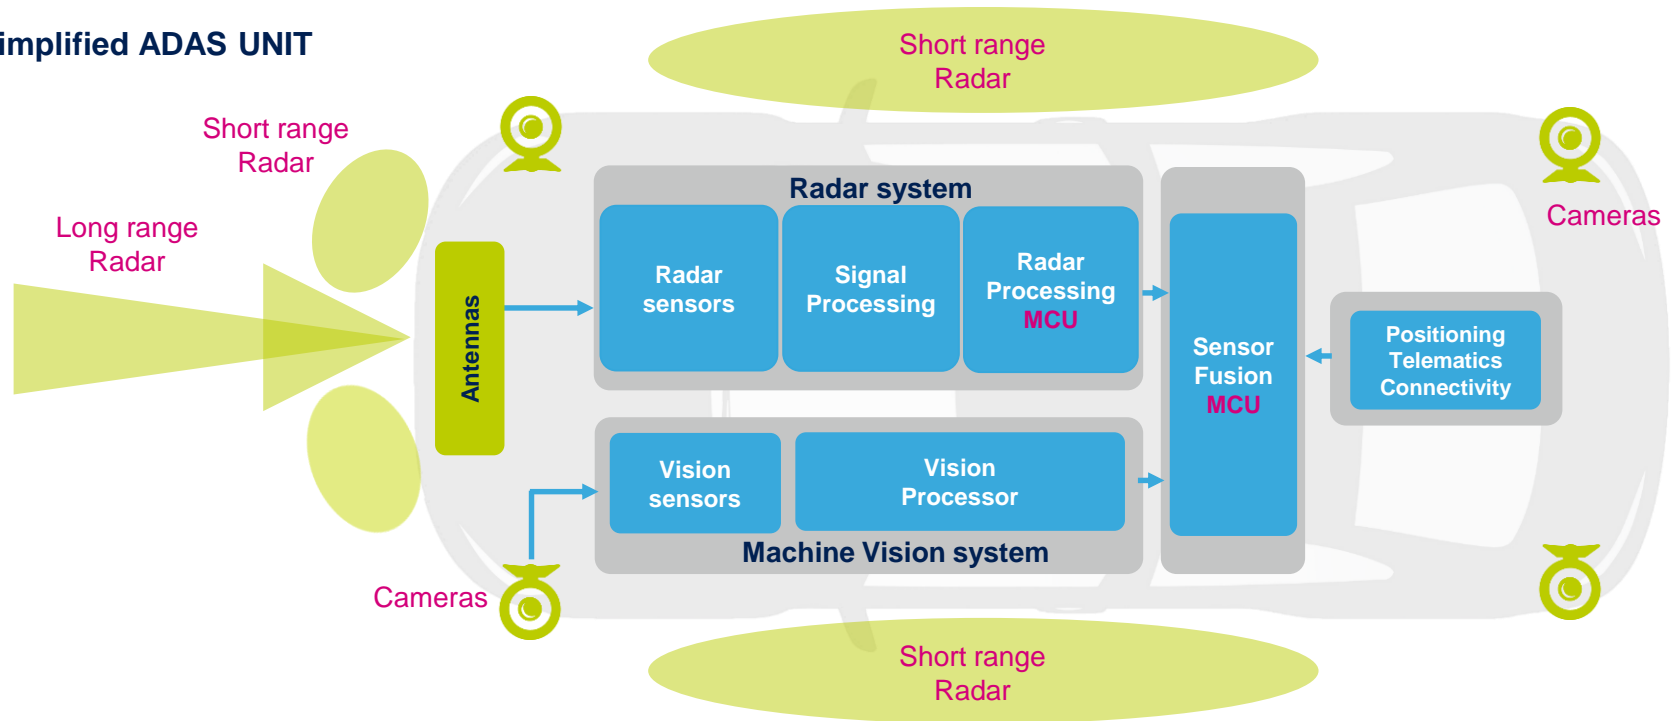 implified ADAS UNIT
Short range
Radar
Short range
Radar
Long range
Radar
Cameras
Antennas
Radar system
Radar
sensors
Signal
Processing
Radar
Processing
MCU
Sensor
Fusion
MCU
Positioning
Telematics
Connectivity
Vision
sensors
Vision
Processor
Machine Vision system
Cameras
Short range
Radar